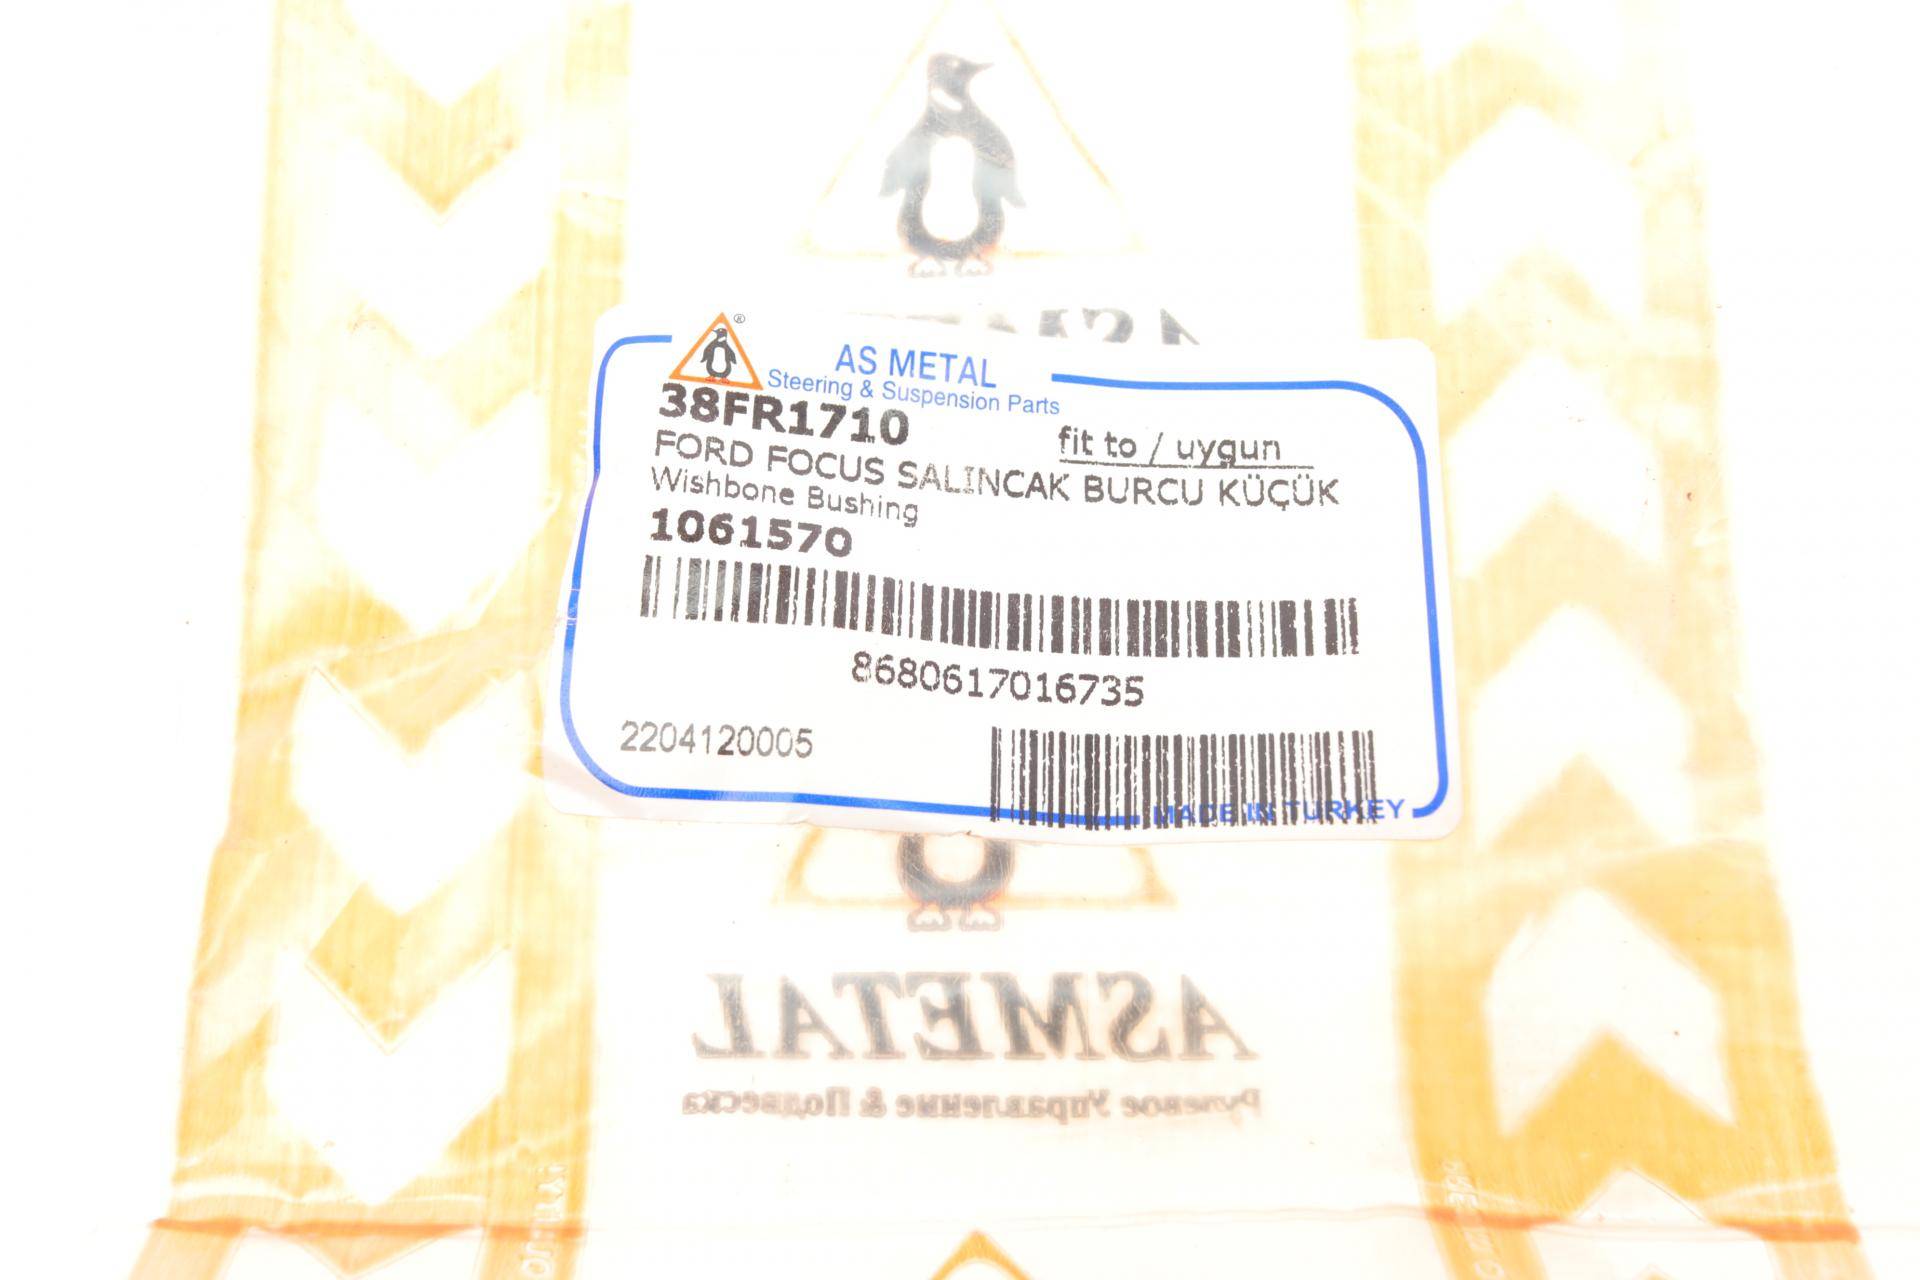 ®
AS METAL
Steering & Suspension Parts
38FR1710
fit to / uygun
FORD FOCUS SALINCAK BURCU KÜÇÜK
Wishbone Bushing
1061570
8680617016735
2204120005
MADE IN TURKEY
ASMETAL
Рулевое Управление & Подвеска